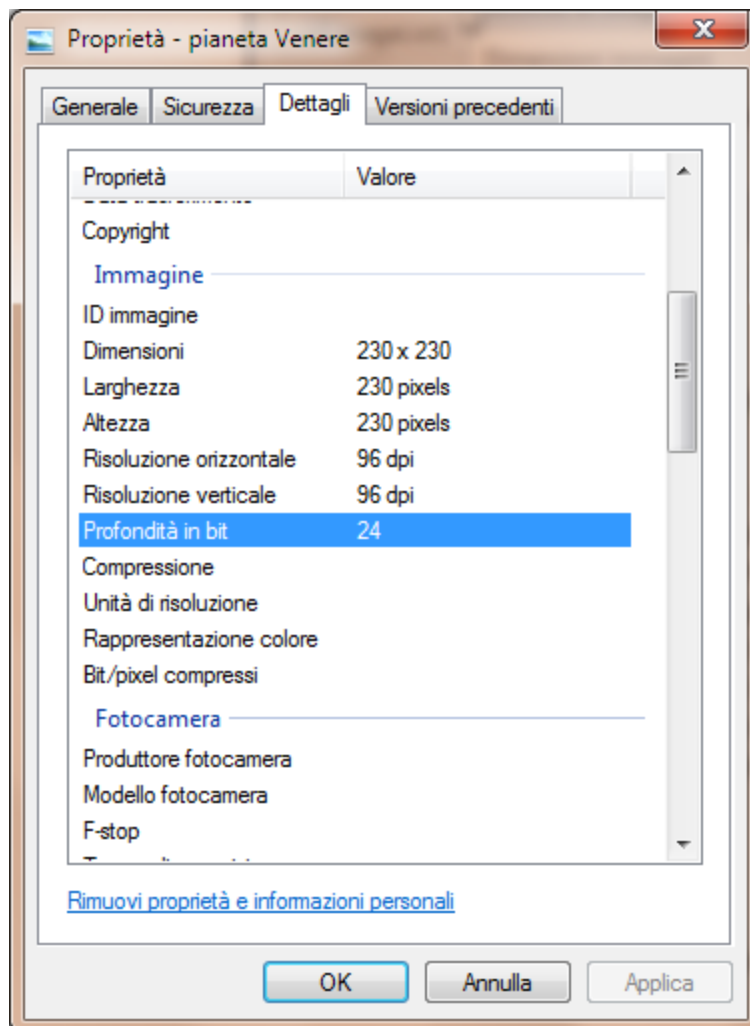 Proprietà - pianeta Venere
Generale Sicurezza Dettagli Versioni precedenti
Proprietà Valore
Copyright
Immagine
ID immagine
Dimensioni 230 x 230
Larghezza 230 pixels
Altezza 230 pixels
Risoluzione orizzontale 96 dpi
Risoluzione verticale 96 dpi
Profondità in bit 24
Compressione
Unità di risoluzione
Rappresentazione colore
Bit/pixel compressi
Fotocamera
Produttore fotocamera
Modello fotocamera
F-stop
Rimuovi proprietà e informazioni personali
OK Annulla Applica